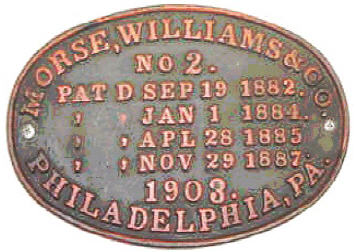 MORSE, WILLIAMS & CO.
NO 2.
PAT D SEP 19 1882.
, , JAN 1 1884.
, , APL 28 1885
, , NOV 29 1887.
1903.
PHILADELPHIA, PA.